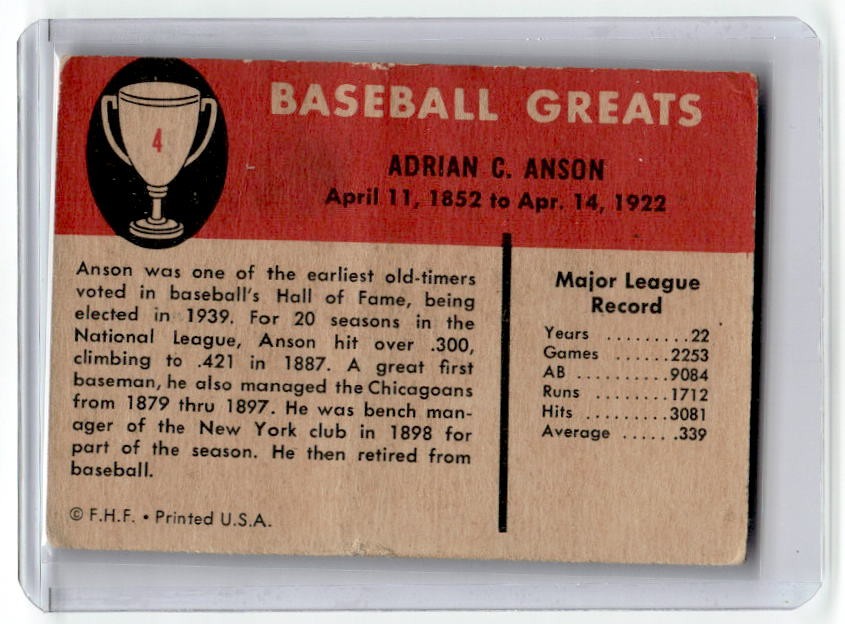 4
BASEBALL GREATS
ADRIAN C. ANSON
April 11, 1852 to Apr. 14, 1922
Anson was one of the earliest old-timers
voted in baseball's Hall of Fame, being
elected in 1939. For 20 seasons in the
National League, Anson hit over .300,
climbing to .421 in 1887. A great first
baseman, he also managed the Chicagoans
from 1879 thru 1897. He was bench man-
ager of the New York club in 1898 for
part of the season. He then retired from
baseball.
© F.H.F. • Printed U.S.A.
Major League
Record
Years .........22
Games ......2253
AB ..........9084
Runs ........1712
Hits .........3081
Average ......339